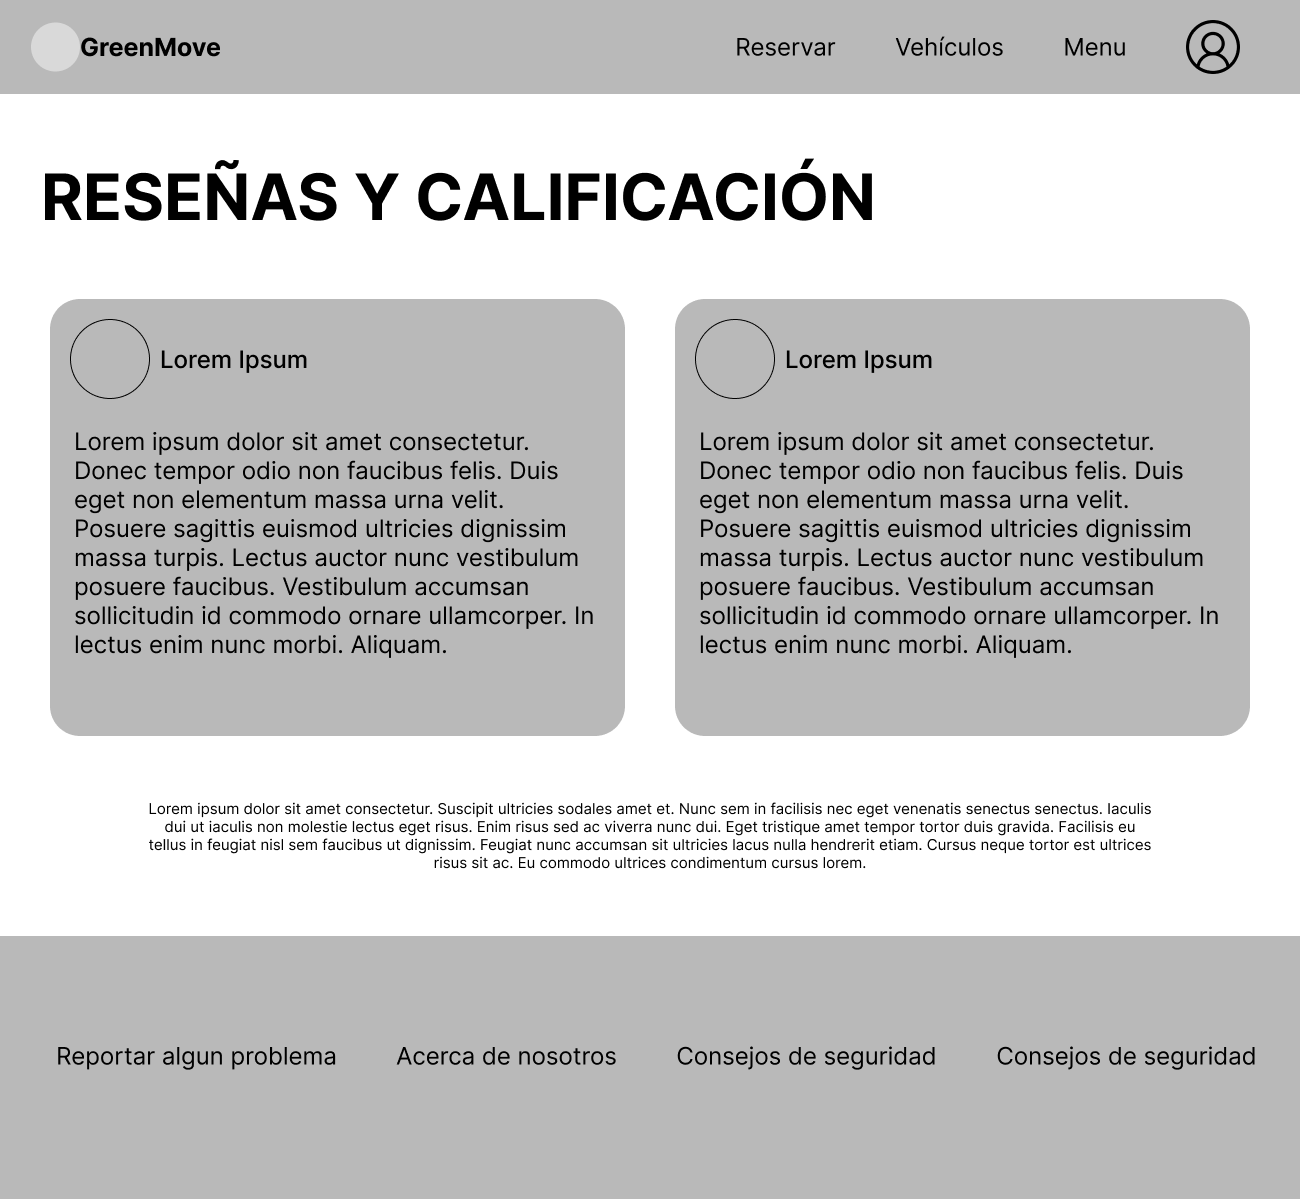 GreenMove
Reservar
Vehículos
Menu
RESEÑAS Y CALIFICACIÓN
Lorem Ipsum
Lorem ipsum dolor sit amet consectetur.
Donec tempor odio non faucibus felis. Duis
eget non elementum massa urna velit.
Posuere sagittis euismod ultricies dignissim
massa turpis. Lectus auctor nunc vestibulum
posuere faucibus. Vestibulum accumsan
sollicitudin id commodo ornare ullamcorper. In
lectus enim nunc morbi. Aliquam.
Lorem Ipsum
Lorem ipsum dolor sit amet consectetur.
Donec tempor odio non faucibus felis. Duis
eget non elementum massa urna velit.
Posuere sagittis euismod ultricies dignissim
massa turpis. Lectus auctor nunc vestibulum
posuere faucibus. Vestibulum accumsan
sollicitudin id commodo ornare ullamcorper. In
lectus enim nunc morbi. Aliquam.
Lorem ipsum dolor sit amet consectetur. Suscipit ultricies sodales amet et. Nunc sem in facilisis nec eget venenatis senectus senectus. Iaculis
dui ut iaculis non molestie lectus eget risus. Enim risus sed ac viverra nunc dui. Eget tristique amet tempor tortor duis gravida. Facilisis eu
tellus in feugiat nisl sem faucibus ut dignissim. Feugiat nunc accumsan sit ultricies lacus nulla hendrerit etiam. Cursus neque tortor est ultrices
risus sit ac. Eu commodo ultrices condimentum cursus lorem.
Reportar algun problema
Acerca de nosotros
Consejos de seguridad
Consejos de seguridad